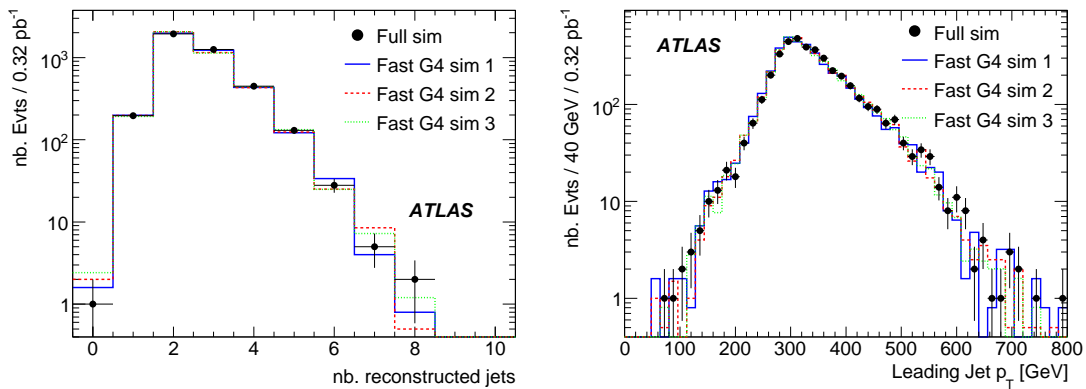 nb. Evts / 0.32 pb⁻¹
10³
10²
10
1
Full sim
Fast G4 sim 1
Fast G4 sim 2
Fast G4 sim 3
ATLAS
0 2 4 6 8 10
nb. reconstructed jets
nb. Evts / 40 GeV / 0.32 pb⁻¹
10²
10
1
ATLAS
Full sim
Fast G4 sim 1
Fast G4 sim 2
Fast G4 sim 3
0 100 200 300 400 500 600 700 800
Leading Jet p_T [GeV]